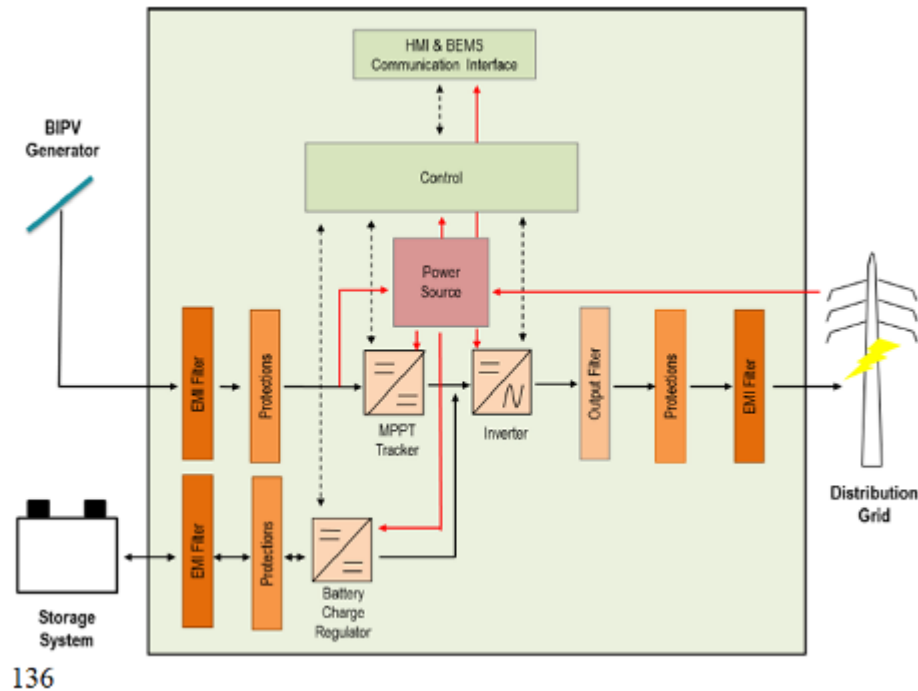 HMI & BEMS
Communication Interface
BIPV
Generator
Control
Power
Source
EMI Filter
Protections
MPPT
Tracker
Inverter
Output Filter
Protections
EMI Filter
Distribution
Grid
EMI Filter
Protections
Battery
Charge
Regulator
Storage
System
136